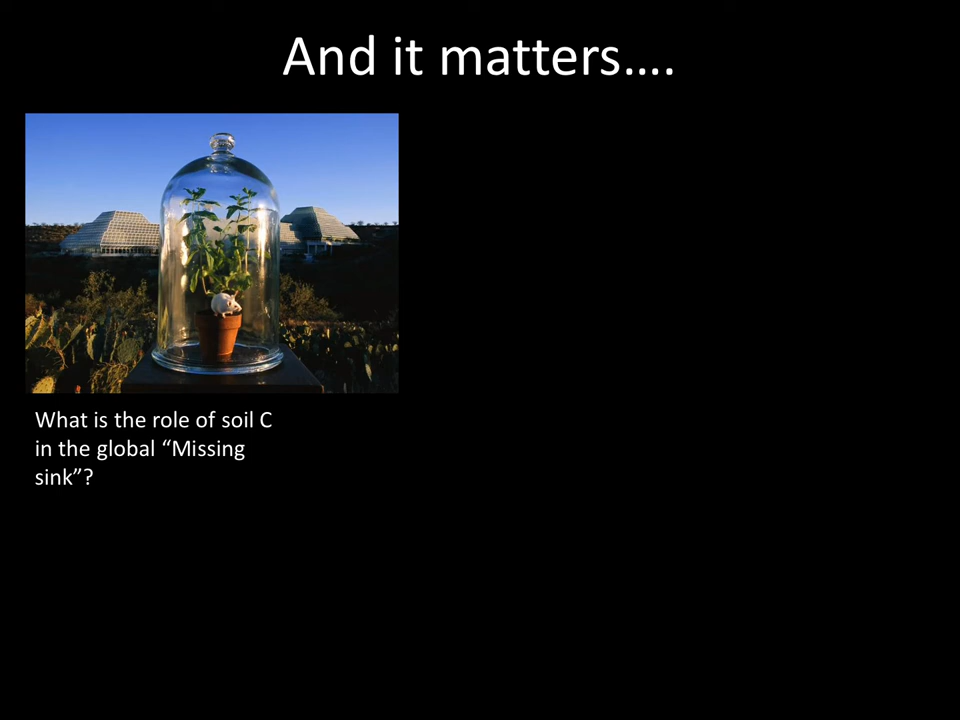 And it matters….
What is the role of soil C
in the global “Missing
sink”?